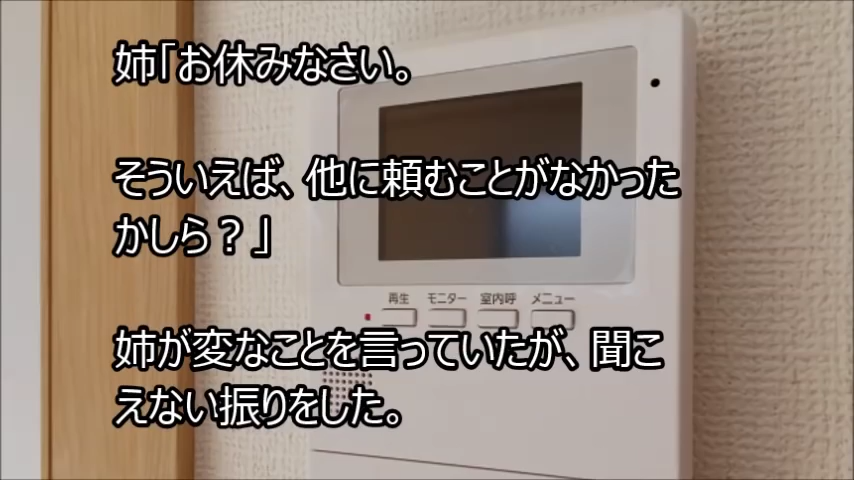 姉「お休みなさい。
そういえば、他に頼むことがなかった
かしら？」
再生 モニター 室内呼 メニュー
姉が変なことを言っていたが、聞こ
えない振りをした。